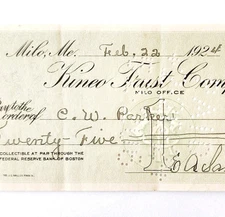 Milo, Me. Feb. 22 1924
Kineo Trust Comp
MILO OFFICE
Pay to the
order of C. W. Parker
Twenty-Five
COLLECTIBLE AT PAR THROUGH THE
FEDERAL RESERVE BANK OF BOSTON